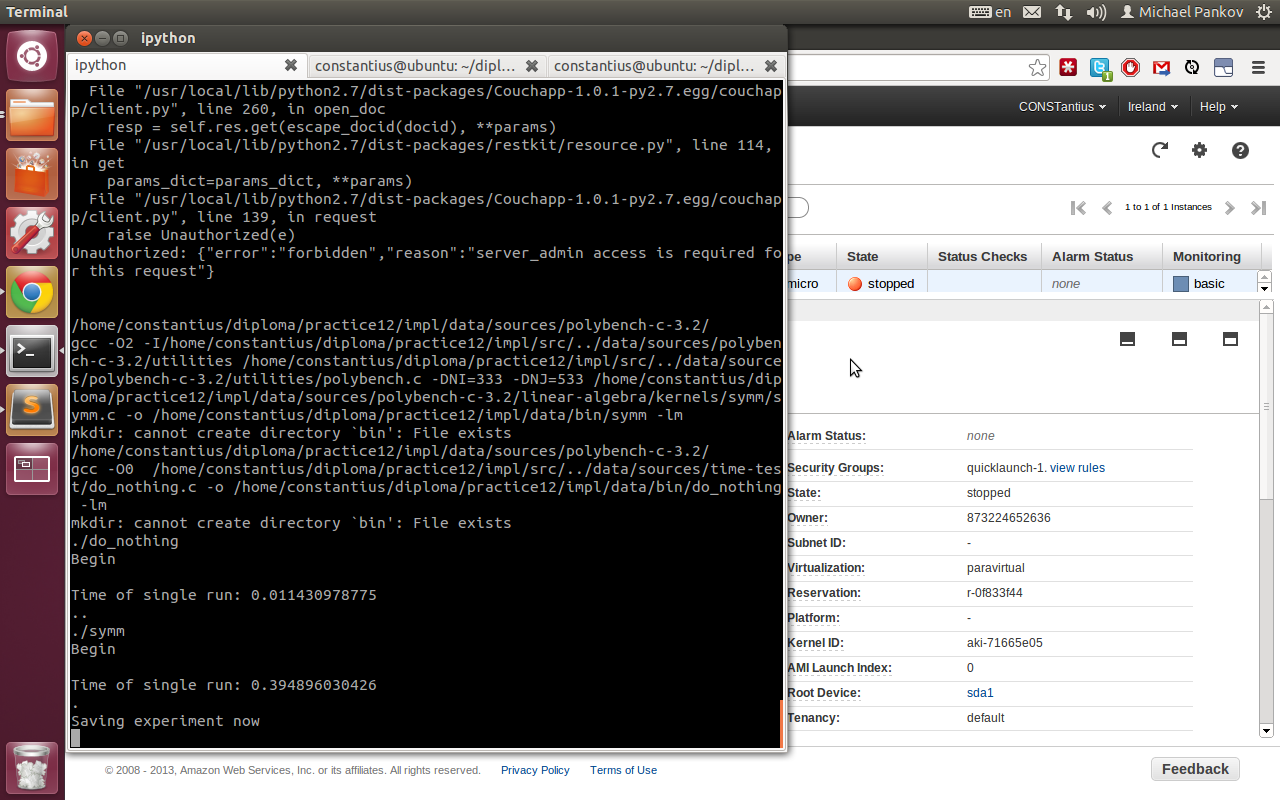 Terminal
en
Michael Pankov
ipython
ipython
constantius@ubuntu: ~/dipl...
constantius@ubuntu: ~/dipl...
File "/usr/local/lib/python2.7/dist-packages/Couchapp-1.0.1-py2.7.egg/couchap
p/client.py", line 260, in open_doc
resp = self.res.get(escape_docid(docid), **params)
File "/usr/local/lib/python2.7/dist-packages/restkit/resource.py", line 114,
in get
params_dict=params_dict, **params)
File "/usr/local/lib/python2.7/dist-packages/Couchapp-1.0.1-py2.7.egg/couchap
p/client.py", line 139, in request
raise Unauthorized(e)
Unauthorized: {"error":"forbidden","reason":"server_admin access is required fo
r this request"}
/home/constantius/diploma/practice12/impl/data/sources/polybench-c-3.2/
gcc -O2 -I/home/constantius/diploma/practice12/impl/src/../data/sources/polyben
ch-c-3.2/utilities /home/constantius/diploma/practice12/impl/src/../data/source
s/polybench-c-3.2/utilities/polybench.c -DNI=333 -DNJ=533 /home/constantius/dip
loma/practice12/impl/data/sources/polybench-c-3.2/linear-algebra/kernels/symm/s
ymm.c -o /home/constantius/diploma/practice12/impl/data/bin/symm -lm
mkdir: cannot create directory `bin': File exists
/home/constantius/diploma/practice12/impl/data/sources/polybench-c-3.2/
gcc -O0  /home/constantius/diploma/practice12/impl/src/../data/sources/time-tes
t/do_nothing.c -o /home/constantius/diploma/practice12/impl/data/bin/do_nothing
-lm
mkdir: cannot create directory `bin': File exists
./do_nothing
Begin
Time of single run: 0.011430978775
..
./symm
Begin
Time of single run: 0.394896030426
.
Saving experiment now
1
CONSTantius
Ireland
Help
1 to 1 of 1 Instances
pe
State
Status Checks
Alarm Status
Monitoring
micro
stopped
none
basic
Alarm Status: none
Security Groups: quicklaunch-1. view rules
State: stopped
Owner: 873224652636
Subnet ID: -
Virtualization: paravirtual
Reservation: r-0f833f44
Platform: -
Kernel ID: aki-71665e05
AMI Launch Index: 0
Root Device: sda1
Tenancy: default
© 2008 - 2013, Amazon Web Services, Inc. or its affiliates. All rights reserved.
Privacy Policy
Terms of Use
Feedback